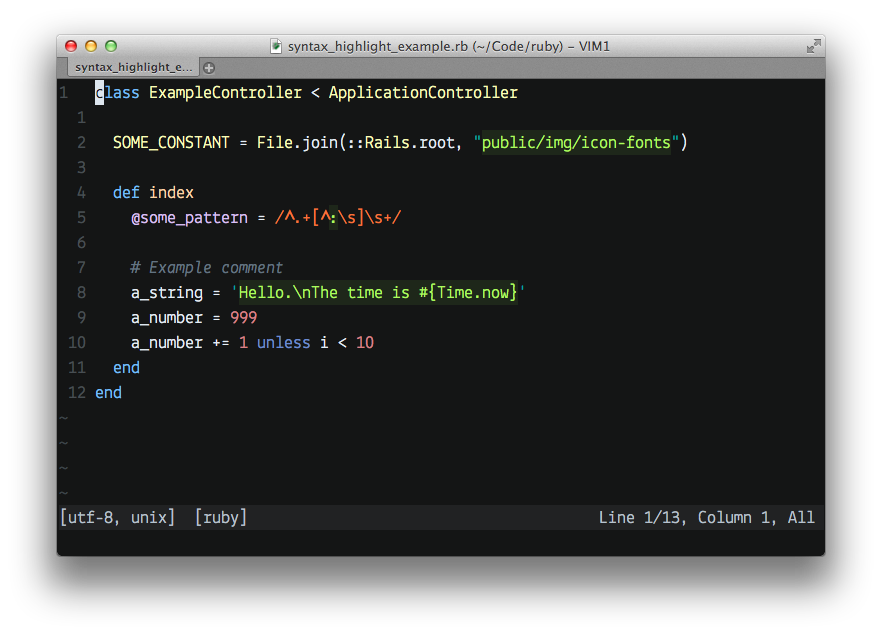 syntax_highlight_example.rb (~/Code/ruby) – VIM1
syntax_highlight_e...
1 class ExampleController < ApplicationController
1
2 SOME_CONSTANT = File.join(::Rails.root, "public/img/icon-fonts")
3
4 def index
5 @some_pattern = /^.+[^:\s]\s+/
6
7 # Example comment
8 a_string = 'Hello.\nThe time is #{Time.now}'
9 a_number = 999
10 a_number += 1 unless i < 10
11 end
12 end
~
~
~
~
[utf-8, unix] [ruby] Line 1/13, Column 1, All